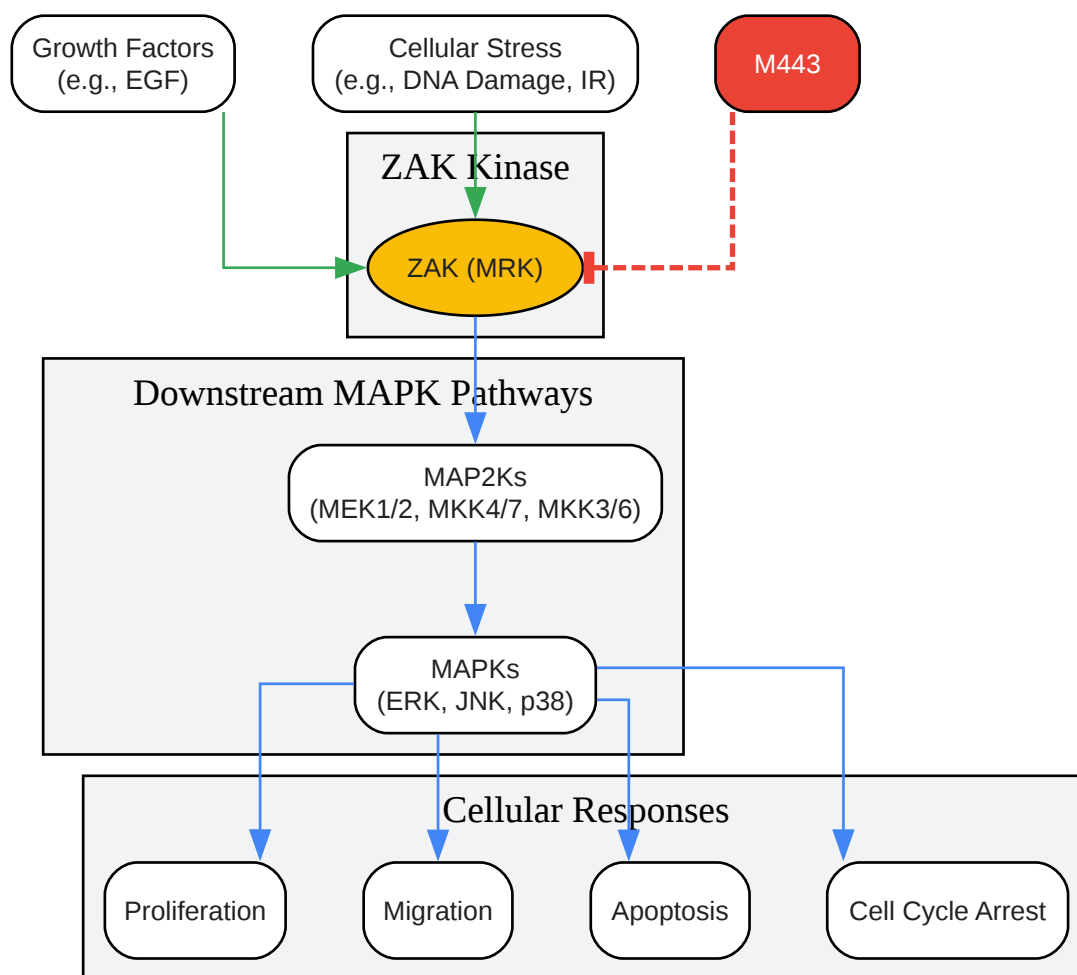 Growth Factors
(e.g., EGF)
Cellular Stress
(e.g., DNA Damage, IR)
M443
ZAK Kinase
ZAK (MRK)
Downstream MAPK Pathways
MAP2Ks
(MEK1/2, MKK4/7, MKK3/6)
MAPKs
(ERK, JNK, p38)
Cellular Responses
Proliferation
Migration
Apoptosis
Cell Cycle Arrest